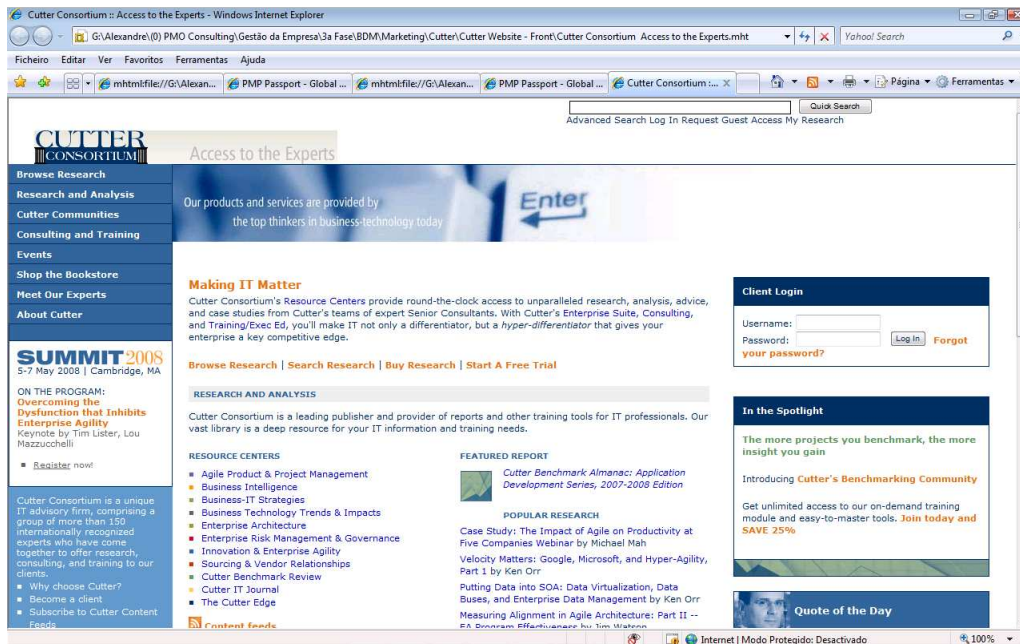 Cutter Consortium :: Access to the Experts - Windows Internet Explorer
G:\Alexandre\(0) PMO Consulting\Gestão da Empresa\3a Fase\BDM\Marketing\Cutter\Cutter Website - Front\Cutter Consortium Access to the Experts.mht
Yahoo! Search
Ficheiro Editar Ver Favoritos Ferramentas Ajuda
mhtml:file://G:\Alexan...
PMP Passport - Global ...
mhtml:file://G:\Alexan...
PMP Passport - Global ...
Cutter Consortium :... X
Página
Ferramentas
Quick Search
Advanced Search Log In Request Guest Access My Research
CUTTER
CONSORTIUM
Access to the Experts
Browse Research
Research and Analysis
Cutter Communities
Consulting and Training
Events
Shop the Bookstore
Meet Our Experts
About Cutter
Our products and services are provided by
the top thinkers in business-technology today
Enter
SUMMIT 2008
5-7 May 2008 | Cambridge, MA
ON THE PROGRAM:
Overcoming the
Dysfunction that Inhibits
Enterprise Agility
Keynote by Tim Lister, Lou
Mazzucchelli
Register now!
Cutter Consortium is a unique
IT advisory firm, comprising a
group of more than 150
internationally recognized
experts who have come
together to offer research,
consulting, and training to our
clients.
Why choose Cutter?
Become a client
Subscribe to Cutter Content
Feeds
Making IT Matter
Cutter Consortium's Resource Centers provide round-the-clock access to unparalleled research, analysis, advice,
and case studies from Cutter's teams of expert Senior Consultants. With Cutter's Enterprise Suite, Consulting,
and Training/Exec Ed, you'll make IT not only a differentiator, but a hyper-differentiator that gives your
enterprise a key competitive edge.
Browse Research | Search Research | Buy Research | Start A Free Trial
RESEARCH AND ANALYSIS
Cutter Consortium is a leading publisher and provider of reports and other training tools for IT professionals. Our
vast library is a deep resource for your IT information and training needs.
RESOURCE CENTERS
Agile Product & Project Management
Business Intelligence
Business-IT Strategies
Business Technology Trends & Impacts
Enterprise Architecture
Enterprise Risk Management & Governance
Innovation & Enterprise Agility
Sourcing & Vendor Relationships
Cutter Benchmark Review
Cutter IT Journal
The Cutter Edge
Content feeds
FEATURED REPORT
Cutter Benchmark Almanac: Application
Development Series, 2007-2008 Edition
POPULAR RESEARCH
Case Study: The Impact of Agile on Productivity at
Five Companies Webinar by Michael Mah
Velocity Matters: Google, Microsoft, and Hyper-Agility,
Part 1 by Ken Orr
Putting Data into SOA: Data Virtualization, Data
Buses, and Enterprise Data Management by Ken Orr
Measuring Alignment in Agile Architecture: Part II --
EA Program Effectiveness by Jim Watson
Client Login
Username:
Password:
Log In
Forgot
your password?
In the Spotlight
The more projects you benchmark, the more
insight you gain
Introducing Cutter's Benchmarking Community
Get unlimited access to our on-demand training
module and easy-to-master tools. Join today and
SAVE 25%
Quote of the Day
Internet | Modo Protegido: Desactivado
100%